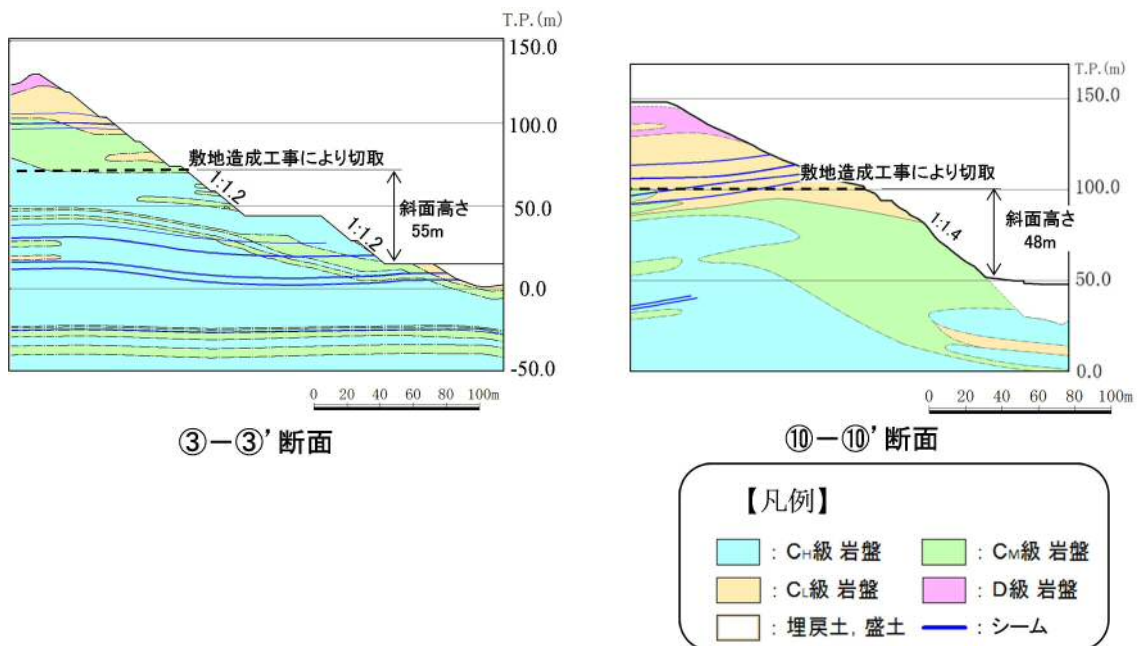 T.P.(m)
150.0
100.0
50.0
0.0
-50.0
敷地造成工事により切取
1:1.2
斜面高さ
55m
1:1.2
0 20 40 60 80 100m
③－③’断面
T.P.(m)
150.0
100.0
50.0
0.0
敷地造成工事により切取
1:1.4
斜面高さ
48m
0 20 40 60 80 100m
⑩－⑩’断面
【凡例】
：CH級 岩盤 ：CM級 岩盤
：CL級 岩盤 ：D級 岩盤
：埋戻土，盛土 ：シーム